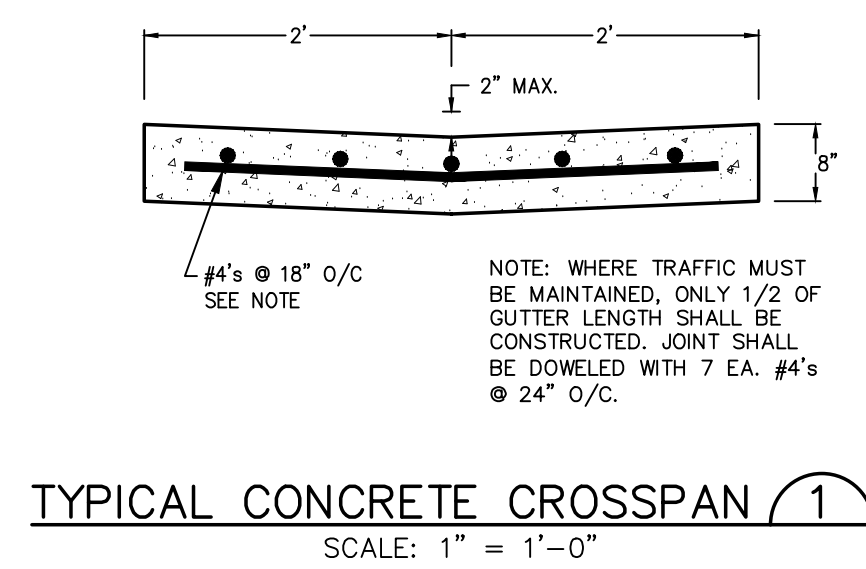 2' 2'
2" MAX.
8"
#4's @ 18" O/C
SEE NOTE
NOTE: WHERE TRAFFIC MUST
BE MAINTAINED, ONLY 1/2 OF
GUTTER LENGTH SHALL BE
CONSTRUCTED. JOINT SHALL
BE DOWELED WITH 7 EA. #4's
@ 24" O/C.
TYPICAL CONCRETE CROSSPAN 1
SCALE: 1" = 1'-0"